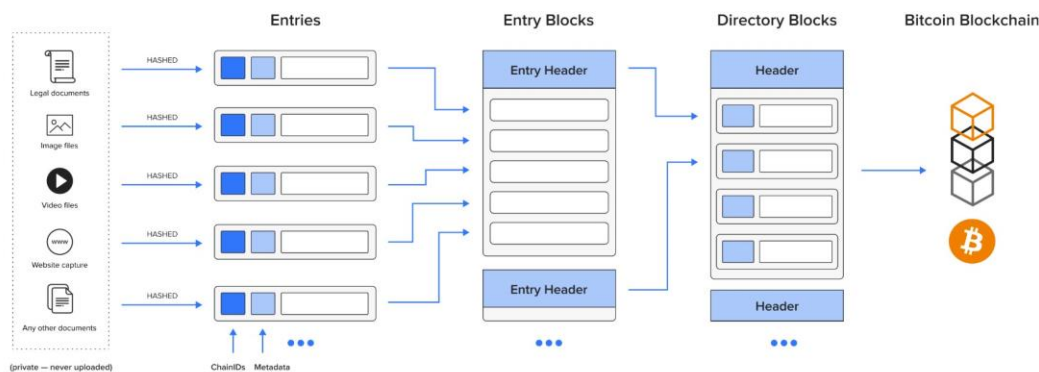 Entries
Entry Blocks
Directory Blocks
Bitcoin Blockchain
Legal documents
HASHED
Entry Header
Header
Image files
HASHED
Video files
HASHED
www
Website capture
HASHED
Any other documents
HASHED
Entry Header
Header
ChainIDs
Metadata
(private — never uploaded)